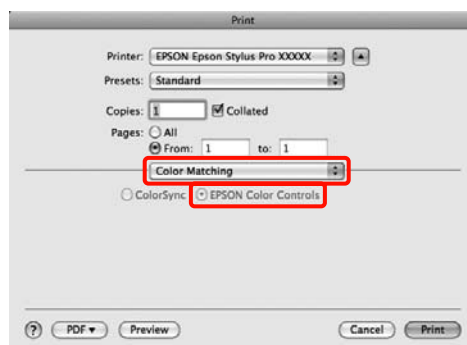 Print
Printer: EPSON Epson Stylus Pro XXXXX
Presets: Standard
Copies: 1 Collated
Pages: All
From: 1 to: 1
Color Matching
ColorSync EPSON Color Controls
? PDF Preview Cancel Print